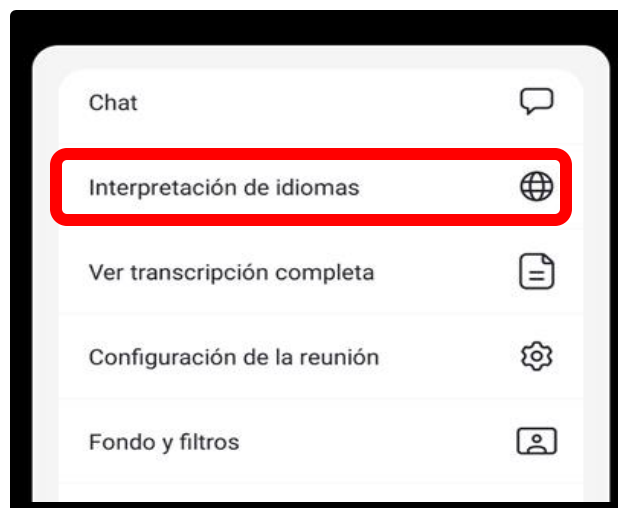 Chat
Interpretación de idiomas
Ver transcripción completa
Configuración de la reunión
Fondo y filtros